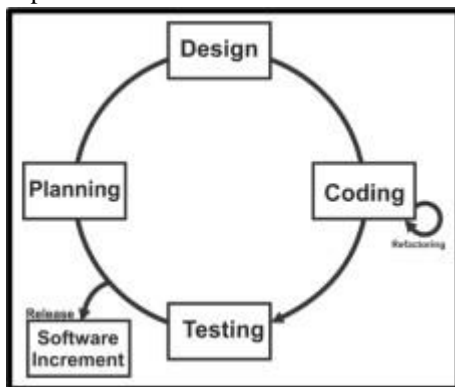 Design
Planning
Coding
Refactoring
Release
Testing
Software
Increment